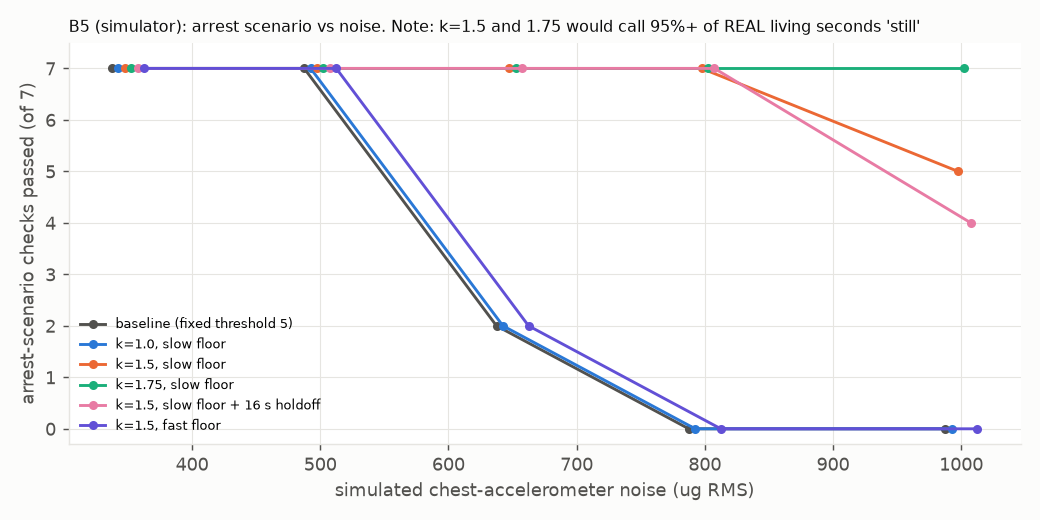 B5 (simulator): arrest scenario vs noise. Note: k=1.5 and 1.75 would call 95%+ of REAL living seconds 'still'
arrest-scenario checks passed (of 7)
7
6
5
4
3
2
1
0
baseline (fixed threshold 5)
k=1.0, slow floor
k=1.5, slow floor
k=1.75, slow floor
k=1.5, slow floor + 16 s holdoff
k=1.5, fast floor
400 500 600 700 800 900 1000
simulated chest-accelerometer noise (ug RMS)